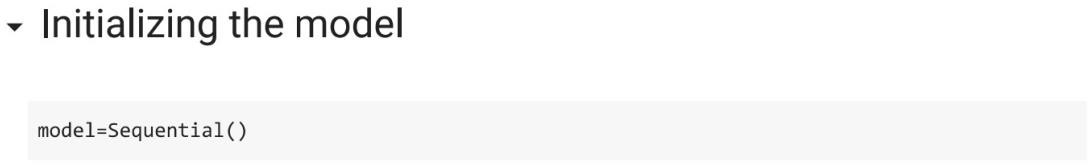 Initializing the model
model=Sequential()